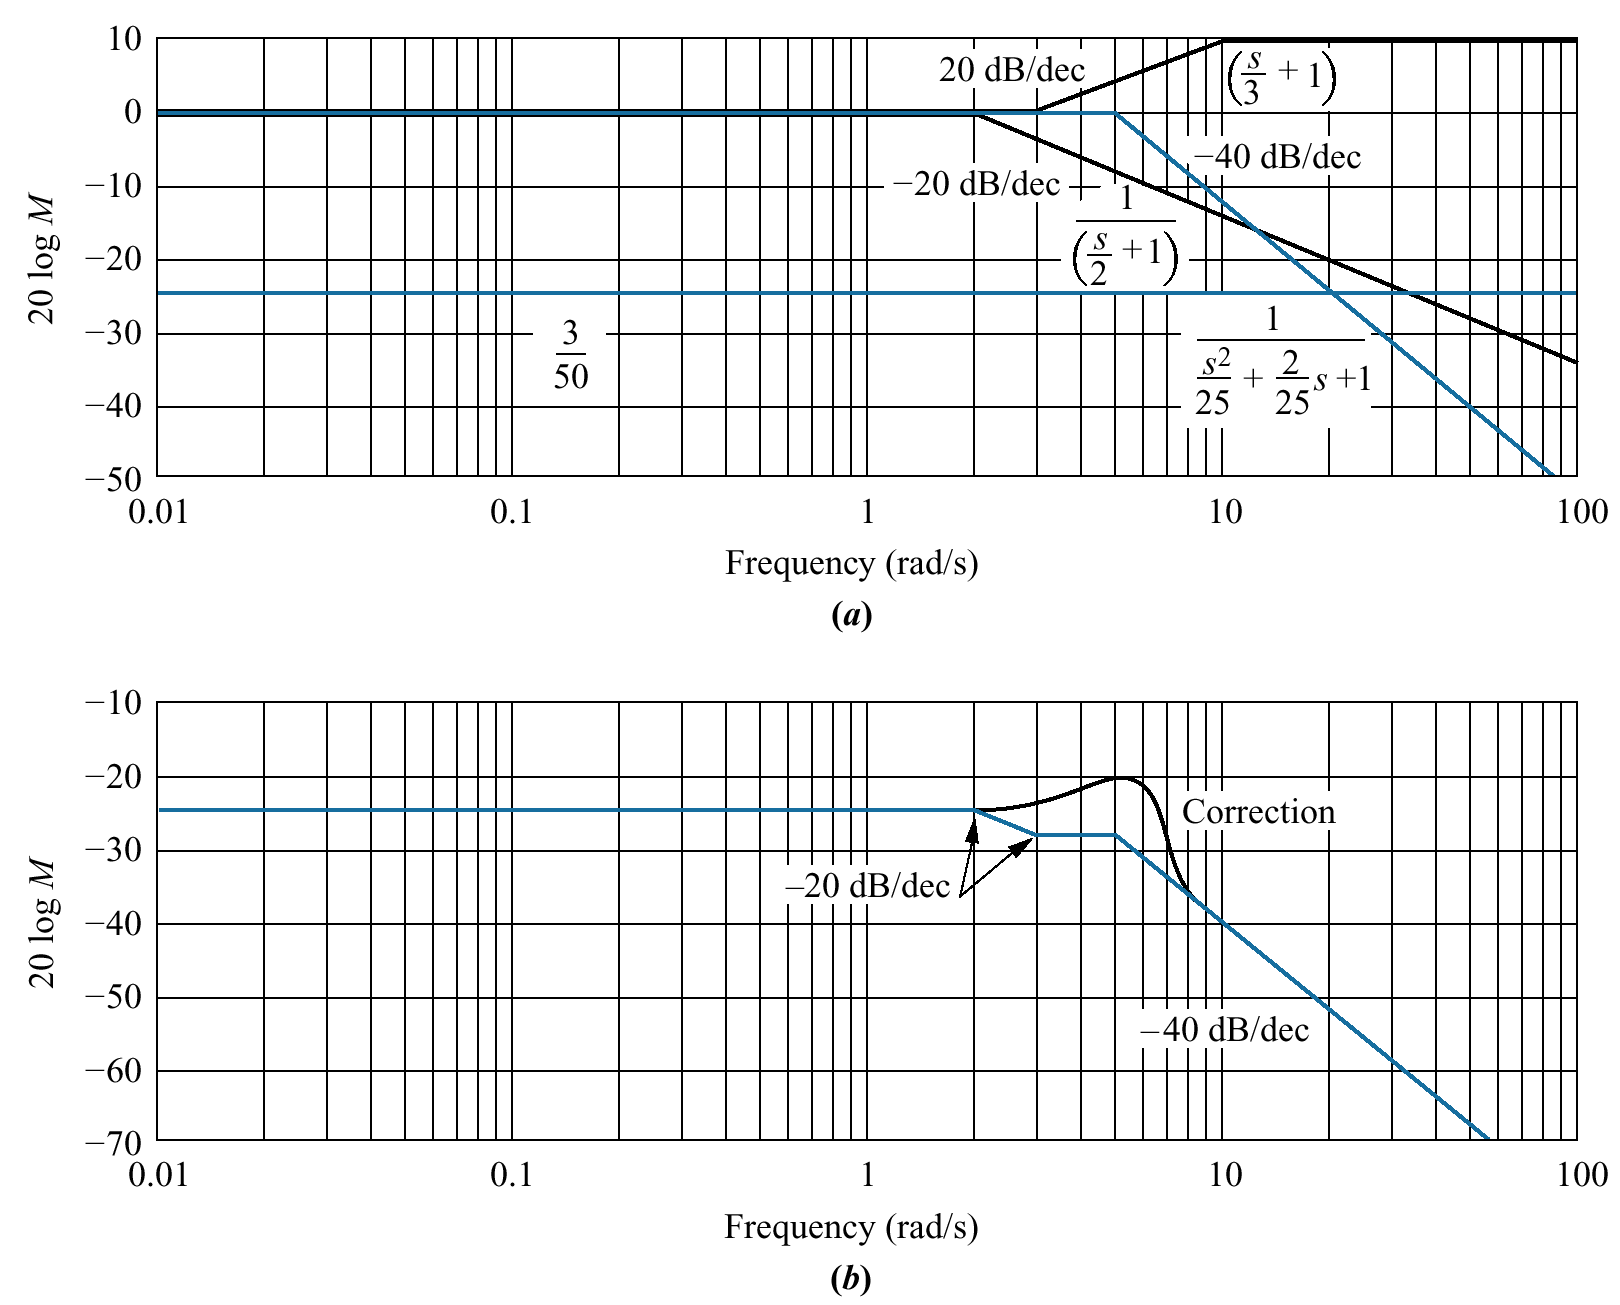 10
0
−10
−20
−30
−40
−50
20 log M
20 dB/dec
(s/3 + 1)
−40 dB/dec
−20 dB/dec
1/(s/2 + 1)
3/50
1/(s²/25 + 2/25 s + 1)
0.01 0.1 1 10 100
Frequency (rad/s)
(a)
−10
−20
−30
−40
−50
−60
−70
20 log M
Correction
−20 dB/dec
−40 dB/dec
0.01 0.1 1 10 100
Frequency (rad/s)
(b)